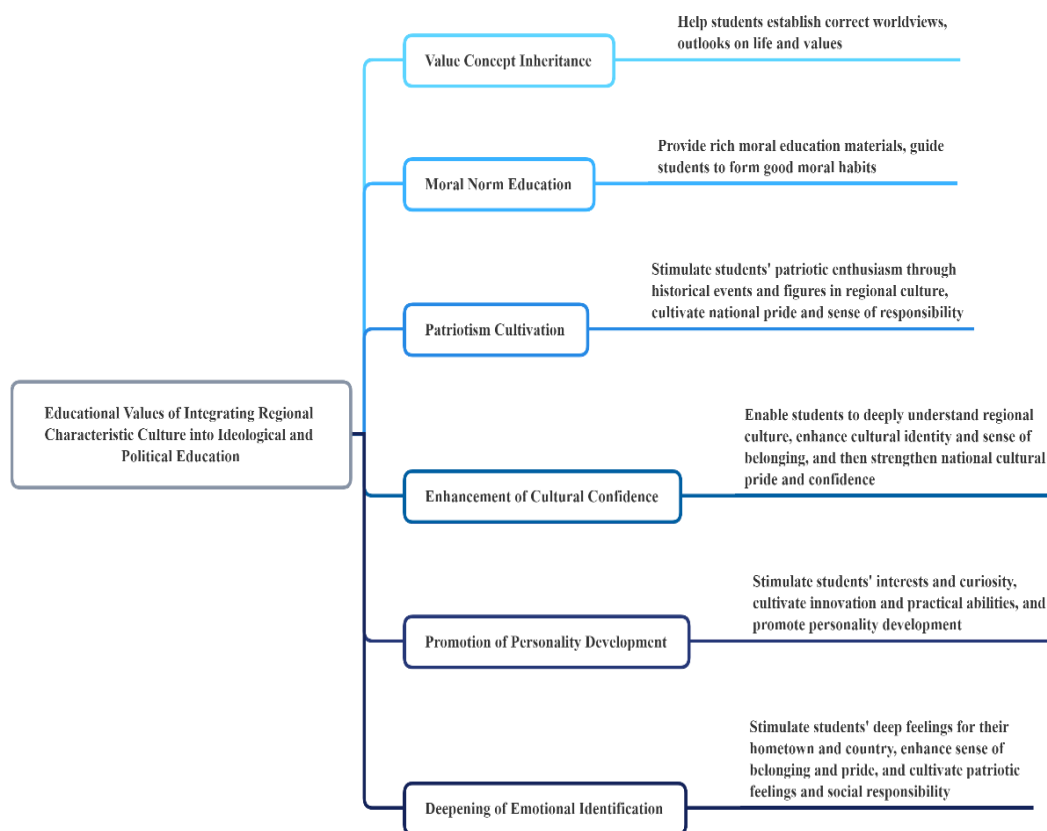 Educational Values of Integrating Regional
Characteristic Culture into Ideological and
Political Education
Value Concept Inheritance
Help students establish correct worldviews,
outlooks on life and values
Moral Norm Education
Provide rich moral education materials, guide
students to form good moral habits
Patriotism Cultivation
Stimulate students' patriotic enthusiasm through
historical events and figures in regional culture,
cultivate national pride and sense of responsibility
Enhancement of Cultural Confidence
Enable students to deeply understand regional
culture, enhance cultural identity and sense of
belonging, and then strengthen national cultural
pride and confidence
Promotion of Personality Development
Stimulate students' interests and curiosity,
cultivate innovation and practical abilities, and
promote personality development
Deepening of Emotional Identification
Stimulate students' deep feelings for their
hometown and country, enhance sense of
belonging and pride, and cultivate patriotic
feelings and social responsibility